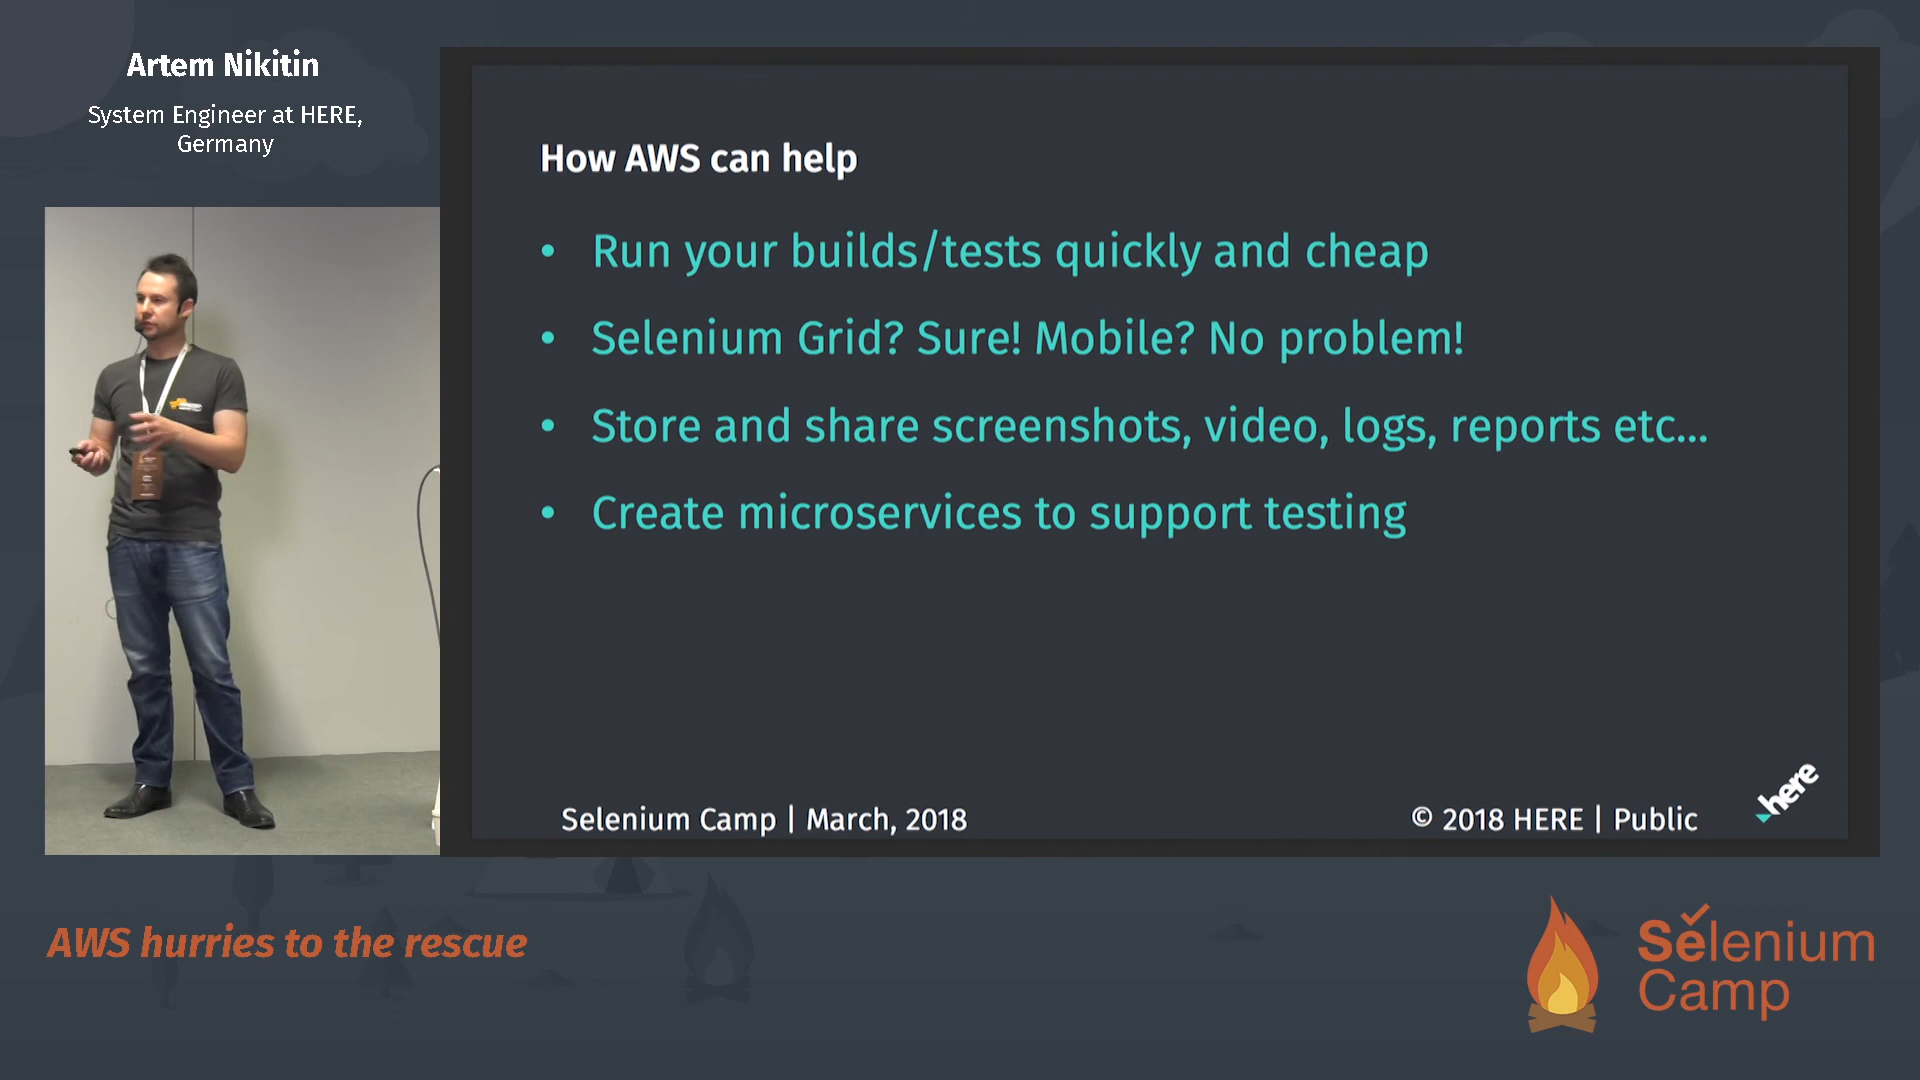 Artem Nikitin
System Engineer at HERE,
Germany
How AWS can help
• Run your builds/tests quickly and cheap
• Selenium Grid? Sure! Mobile? No problem!
• Store and share screenshots, video, logs, reports etc...
• Create microservices to support testing
Selenium Camp | March, 2018
© 2018 HERE | Public
here
AWS hurries to the rescue
Selenium
Camp